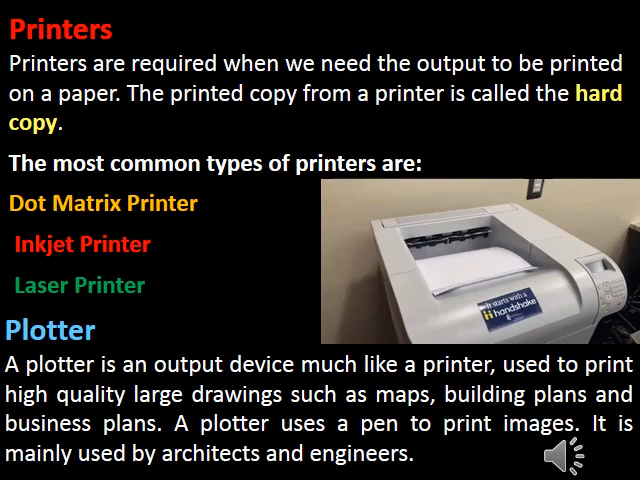 Printers
Printers are required when we need the output to be printed
on a paper. The printed copy from a printer is called the hard
copy.
The most common types of printers are:
Dot Matrix Printer
Inkjet Printer
Laser Printer
It starts with a
handshake
Plotter
A plotter is an output device much like a printer, used to print
high quality large drawings such as maps, building plans and
business plans. A plotter uses a pen to print images. It is
mainly used by architects and engineers.